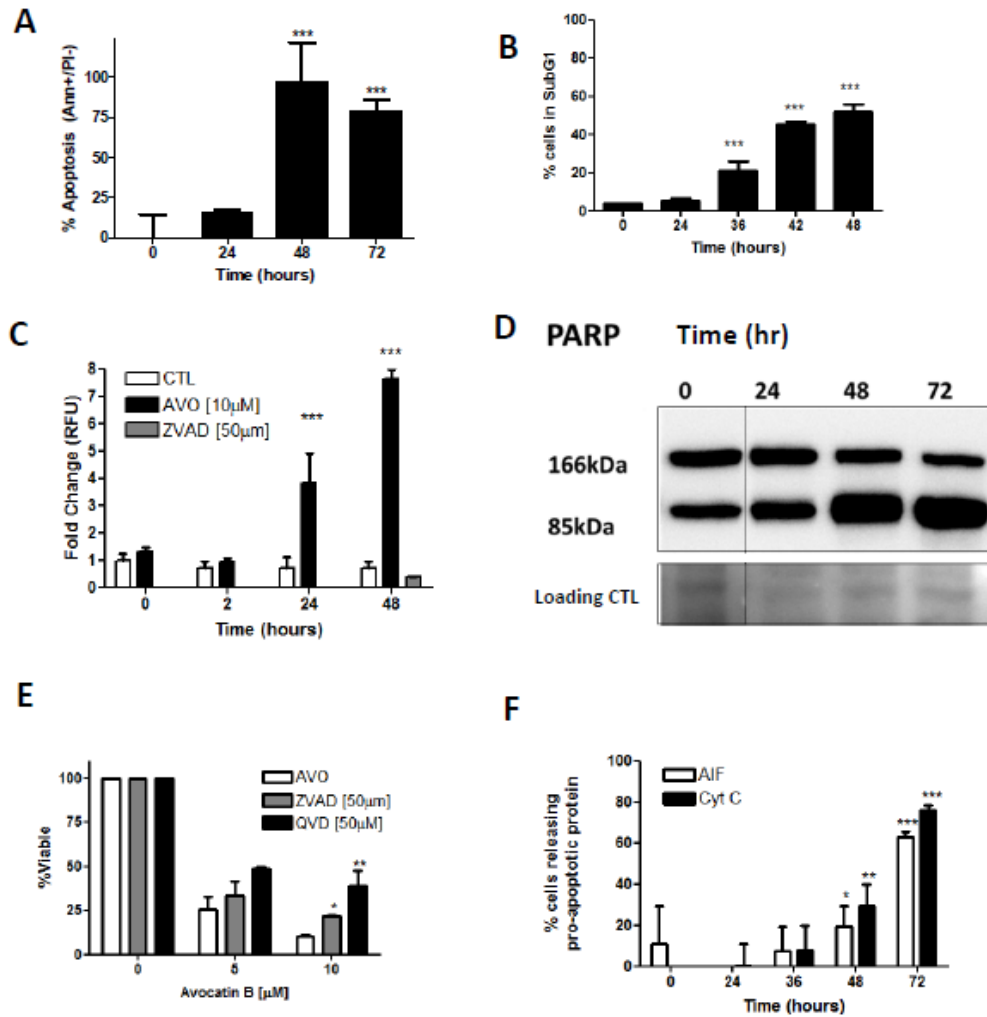 A
% Apoptosis (Ann+/PI-)
100
75
50
25
0
***
***
0 24 48 72
Time (hours)
B
% cells in SubG1
100
80
60
40
20
0
***
***
***
0 24 36 42 48
Time (hours)
C
Fold Change (RFU)
8
7
6
5
4
3
2
1
0
CTL
AVO [10µM]
ZVAD [50µm]
***
***
0 2 24 48
Time (hours)
D
PARP Time (hr)
0 24 48 72
166kDa
85kDa
Loading CTL
E
%Viable
100
75
50
25
0
AVO
ZVAD [50µm]
QVD [50µM]
*
**
0 5 10
Avocatin B [µM]
F
% cells releasing
pro-apoptotic protein
100
80
60
40
20
0
AIF
Cyt C
*
**
***
***
0 24 36 48 72
Time (hours)